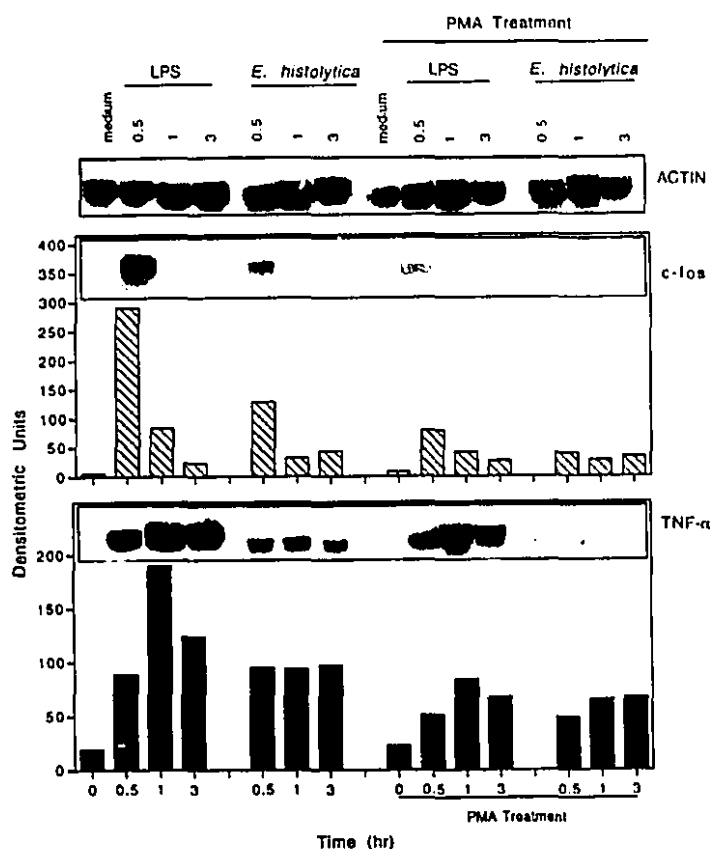 PMA Treatment
LPS E. histolytica LPS E. histolytica
medium 0.5 1 3 0.5 1 3 medium 0.5 1 3 0.5 1 3
ACTIN
400
350
300
250
200
150
100
50
0
c-fos
Densitometric Units
TNF-α
200
150
100
50
0
0 0.5 1 3 0.5 1 3 0 0.5 1 3 0.5 1 3
PMA Treatment
Time (hr)